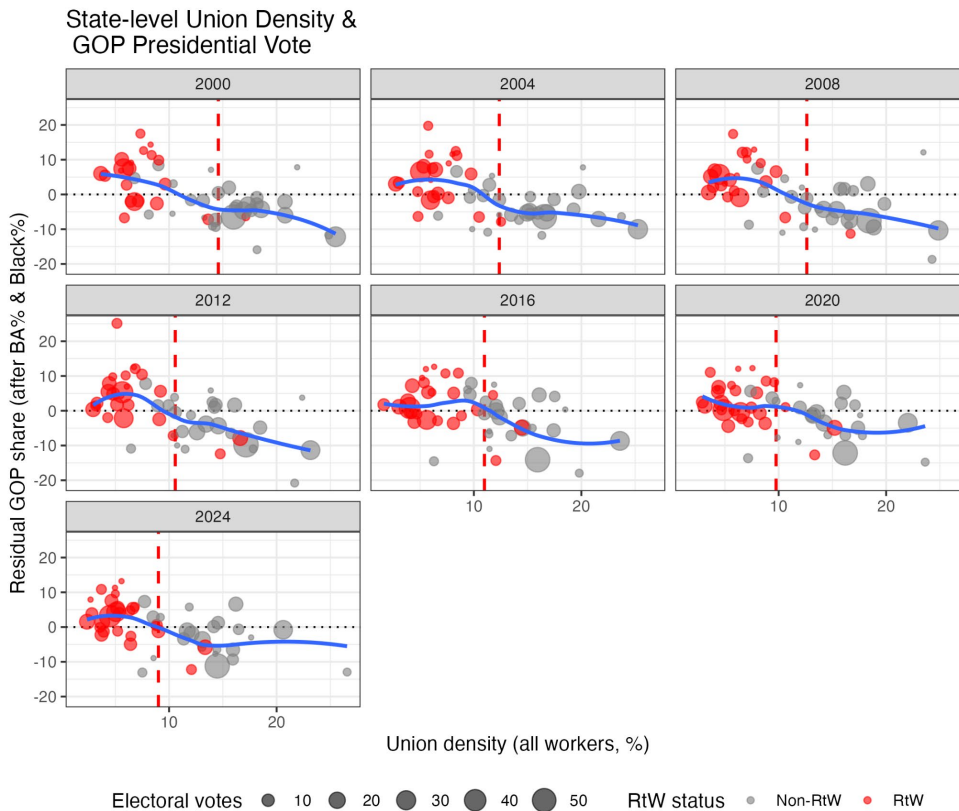 State-level Union Density &
GOP Presidential Vote
2000 2004 2008
20
10
0
-10
-20
2012 2016 2020
20
10
0
-10
-20
10 20 10 20
2024
20
10
0
-10
-20
10 20
Residual GOP share (after BA% & Black%)
Union density (all workers, %)
Electoral votes 10 20 30 40 50 RtW status Non-RtW RtW